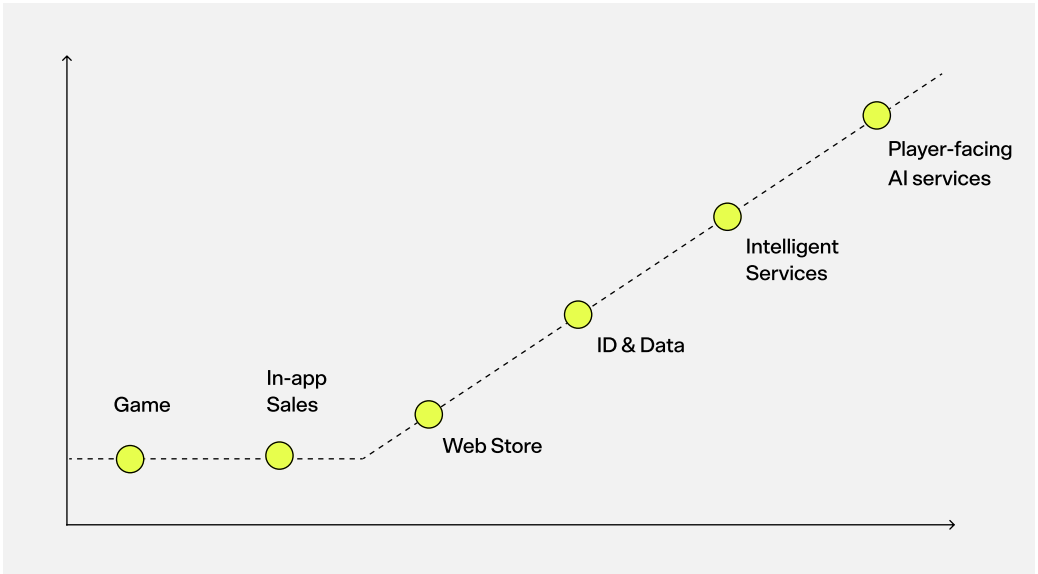 Game
In-app
Sales
Web Store
ID & Data
Intelligent
Services
Player-facing
AI services